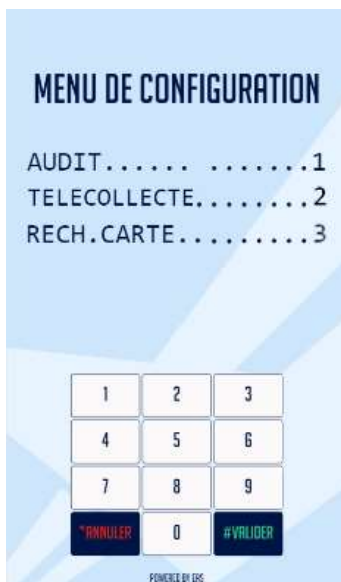 MENU DE CONFIGURATION
AUDIT...... .......1
TELECOLLECTE........2
RECH.CARTE..........3
1 2 3
4 5 6
7 8 9
*ANNULER 0 #VALIDER
POWERED BY ERS